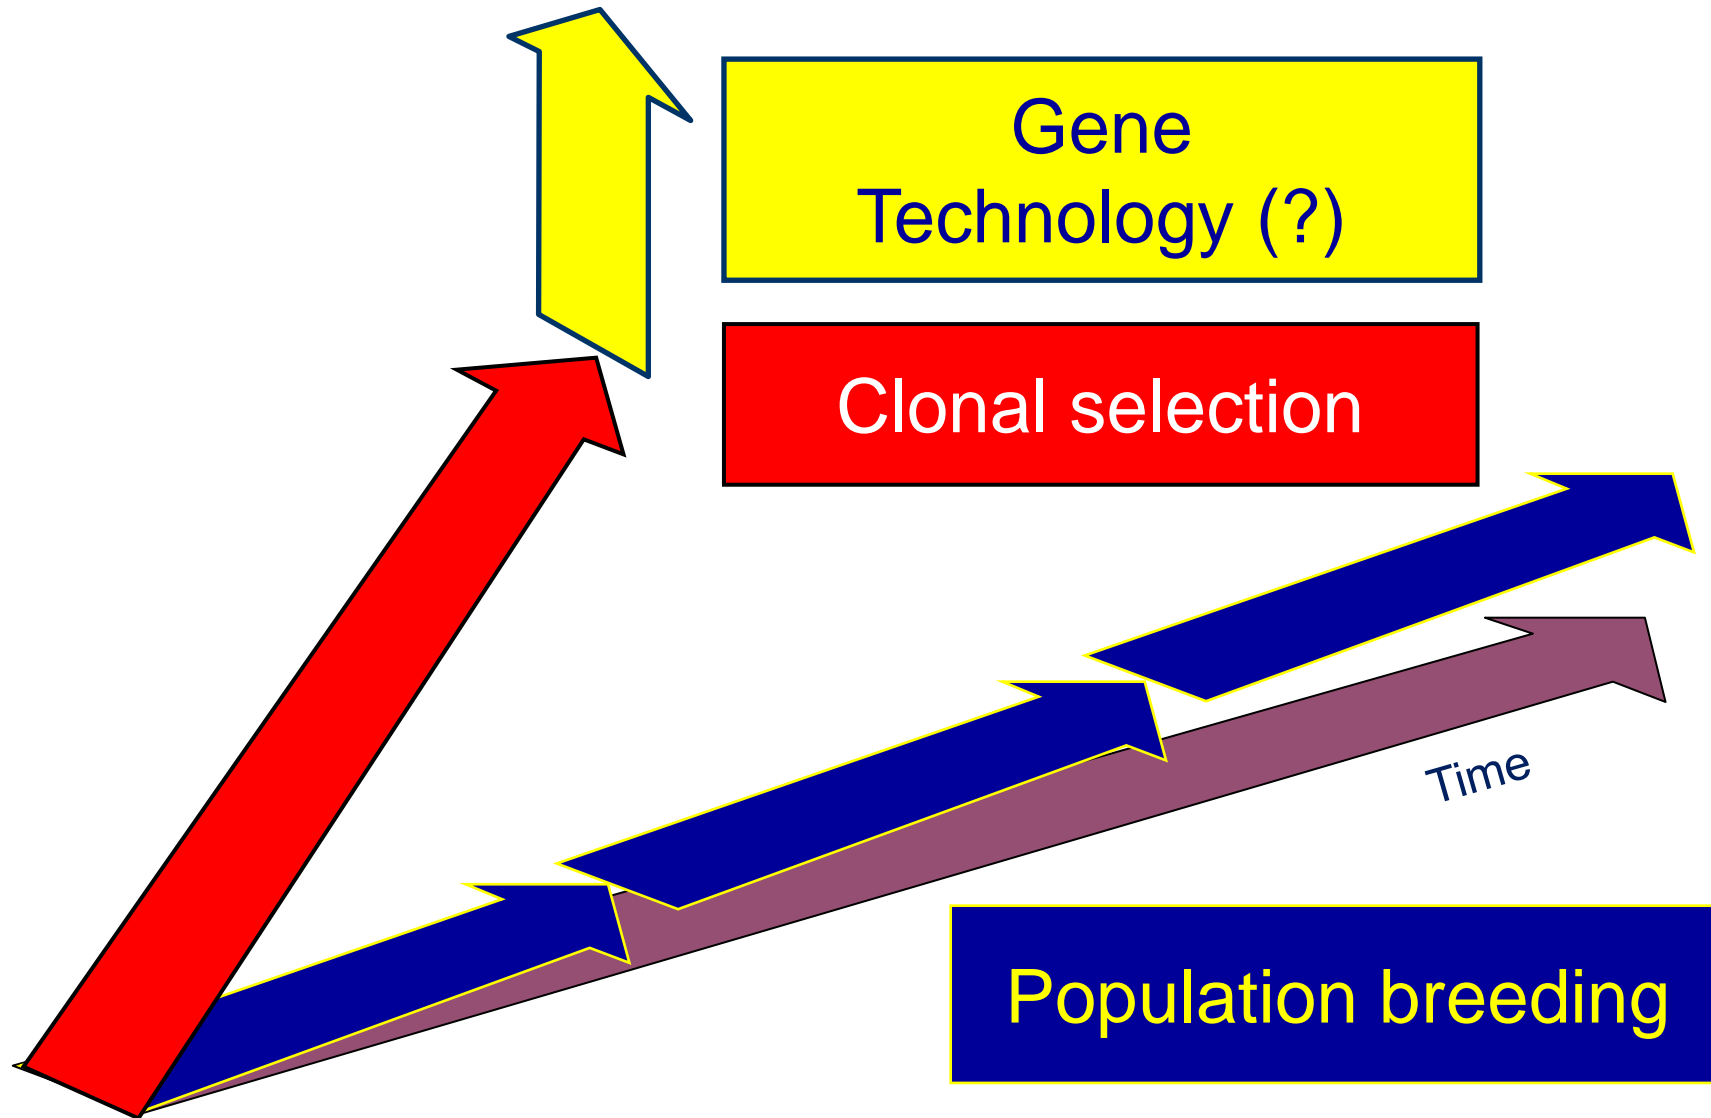 Gene
Technology (?)
Clonal selection
Time
Population breeding